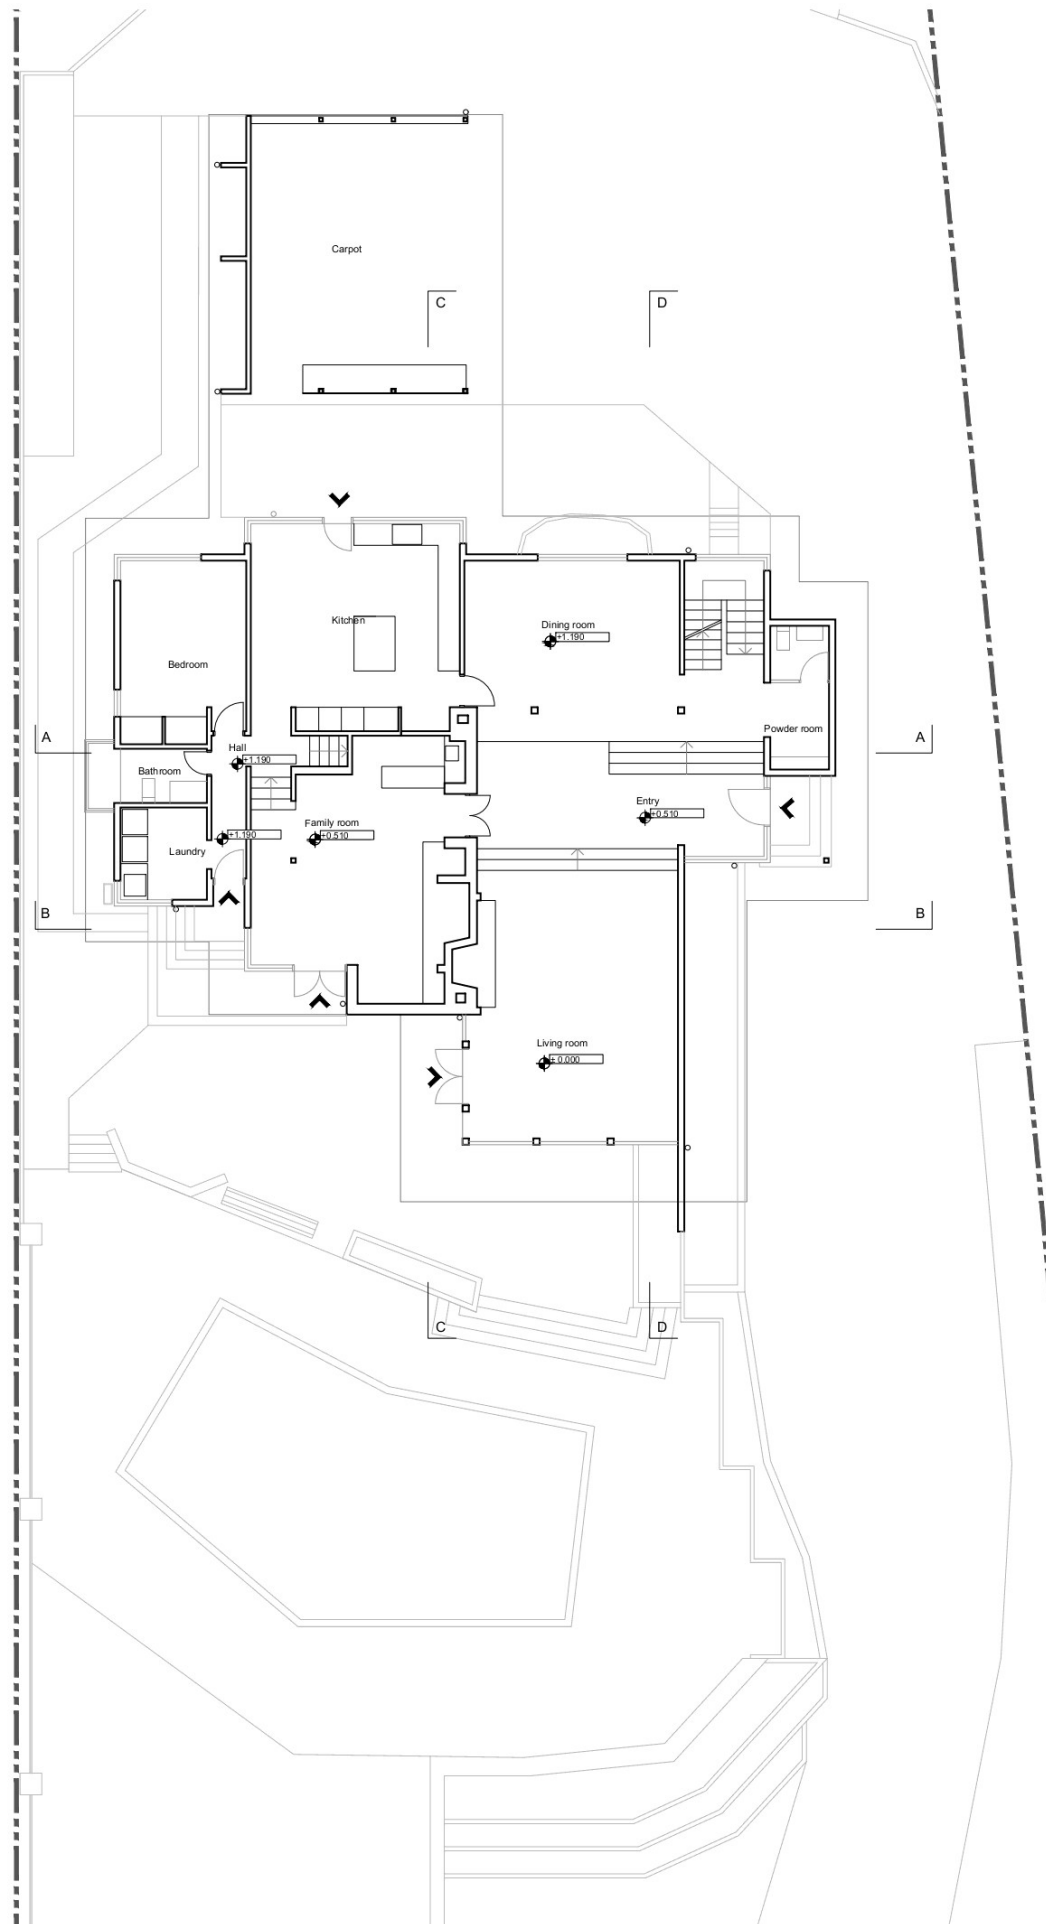 Carpot
C
D
Kitchen
Dining room
+1.190
Bedroom
Powder room
A
A
Hall
+1.190
Bathroom
Entry
+0.510
Family room
+0.510
+1.190
Laundry
B
B
Living room
± 0.000
C
D